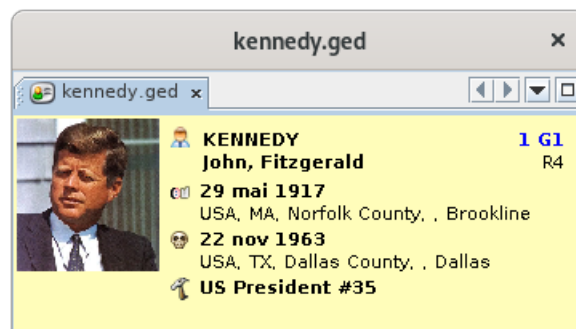 kennedy.ged
kennedy.ged
KENNEDY 1 G1
John, Fitzgerald R4
29 mai 1917
USA, MA, Norfolk County, , Brookline
22 nov 1963
USA, TX, Dallas County, , Dallas
US President #35